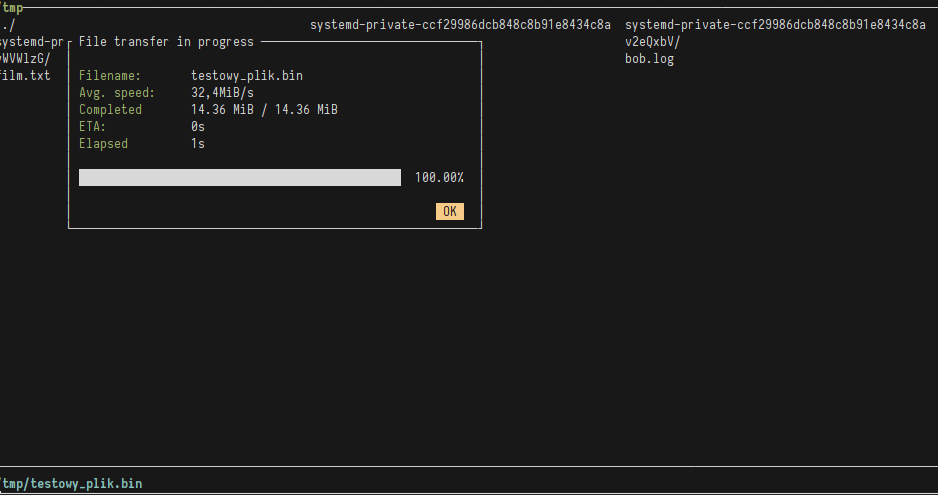 /tmp
../ systemd-private-ccf29986dcb848c8b91e8434c8a systemd-private-ccf29986dcb848c8b91e8434c8a
systemd-pr File transfer in progress v2eQxbV/
wVVWlzG/ bob.log
film.txt Filename: testowy_plik.bin
Avg. speed: 32,4MiB/s
Completed 14.36 MiB / 14.36 MiB
ETA: 0s
Elapsed 1s
100.00%
OK
/tmp/testowy_plik.bin